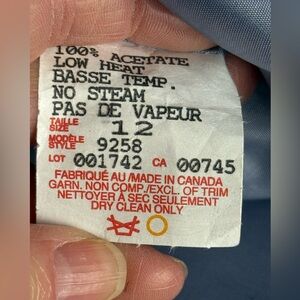 100% ACETATE
LOW HEAT
BASSE TEMP.
NO STEAM
PAS DE VAPEUR
TAILLE
SIZE 12
MODÈLE
STYLE 9258
LOT 001742 CA 00745
FABRIQUÉ AU/MADE IN CANADA
GARN. NON COMP./EXCL. OF TRIM
NETTOYER À SEC SEULEMENT
DRY CLEAN ONLY